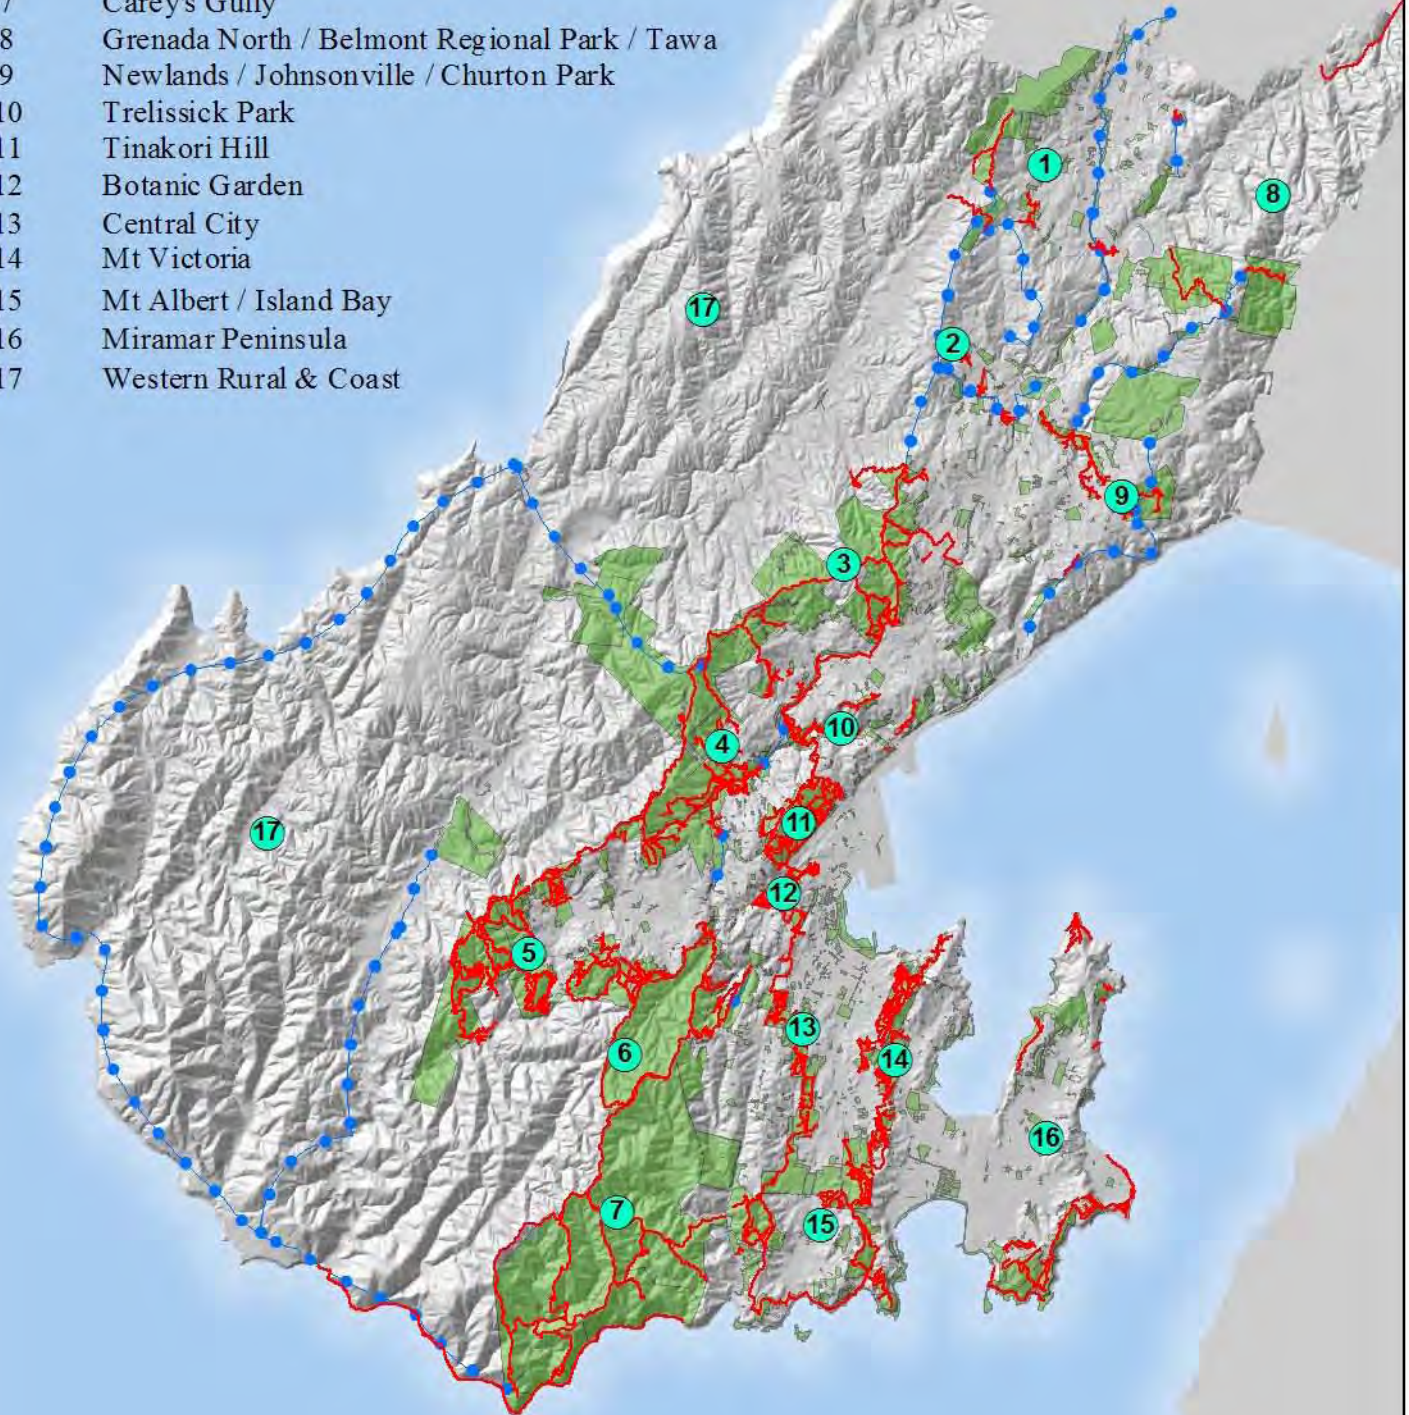 7 Carey's Gully
8 Grenada North / Belmont Regional Park / Tawa
9 Newlands / Johnsonville / Churton Park
10 Trelissick Park
11 Tinakori Hill
12 Botanic Garden
13 Central City
14 Mt Victoria
15 Mt Albert / Island Bay
16 Miramar Peninsula
17 Western Rural & Coast
1
8
17
2
9
3
10
4
11
17
12
5
13
6
14
16
7
15